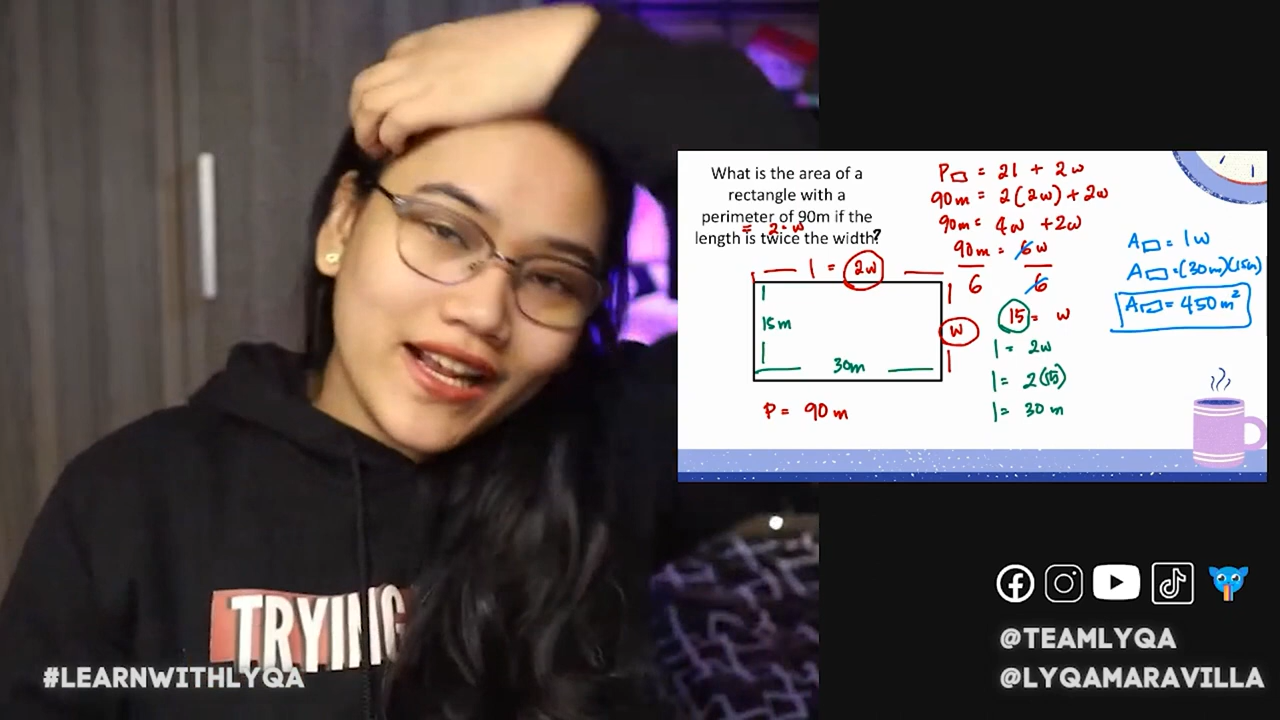 What is the area of a
rectangle with a
perimeter of 90m if the
= 2·w
length is twice the width?
l = 2w
15m
w
30m
P = 90m
P▭ = 2l + 2w
90m = 2(2w)+2w
90m = 4w +2w
90m = 6w
6 6
15 = w
l = 2w
l = 2(15)
l = 30 m
A▭ = lw
A▭ = (30m)(15m)
A▭ = 450m²
TRYING
#LEARNWITHLYQA
@TEAMLYQA
@LYQAMARAVILLA